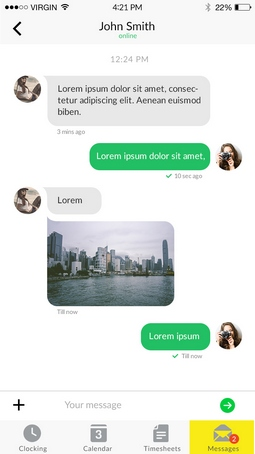 VIRGIN 4:21 PM 22%
John Smith
online
12:24 PM
Lorem ipsum dolor sit amet, consec-
tetur adipiscing elit. Aenean euismod
biben.
3 mins ago
Lorem ipsum dolor sit amet,
10 sec ago
Lorem
Till now
Lorem ipsum
Till now
Your message
3 2
Clocking Calendar Timesheets Messages